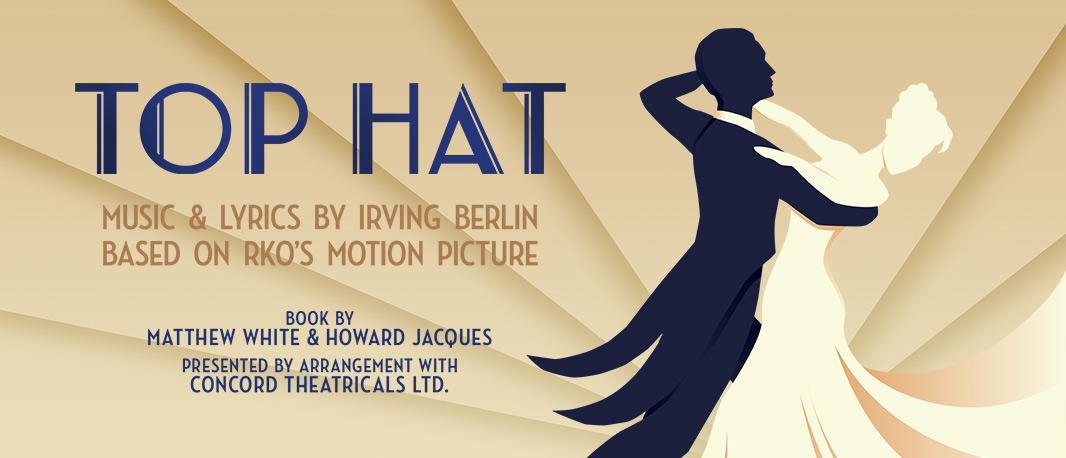 TOP HAT
MUSIC & LYRICS BY IRVING BERLIN
BASED ON RKO'S MOTION PICTURE
BOOK BY
MATTHEW WHITE & HOWARD JACQUES
PRESENTED BY ARRANGEMENT WITH
CONCORD THEATRICALS LTD.